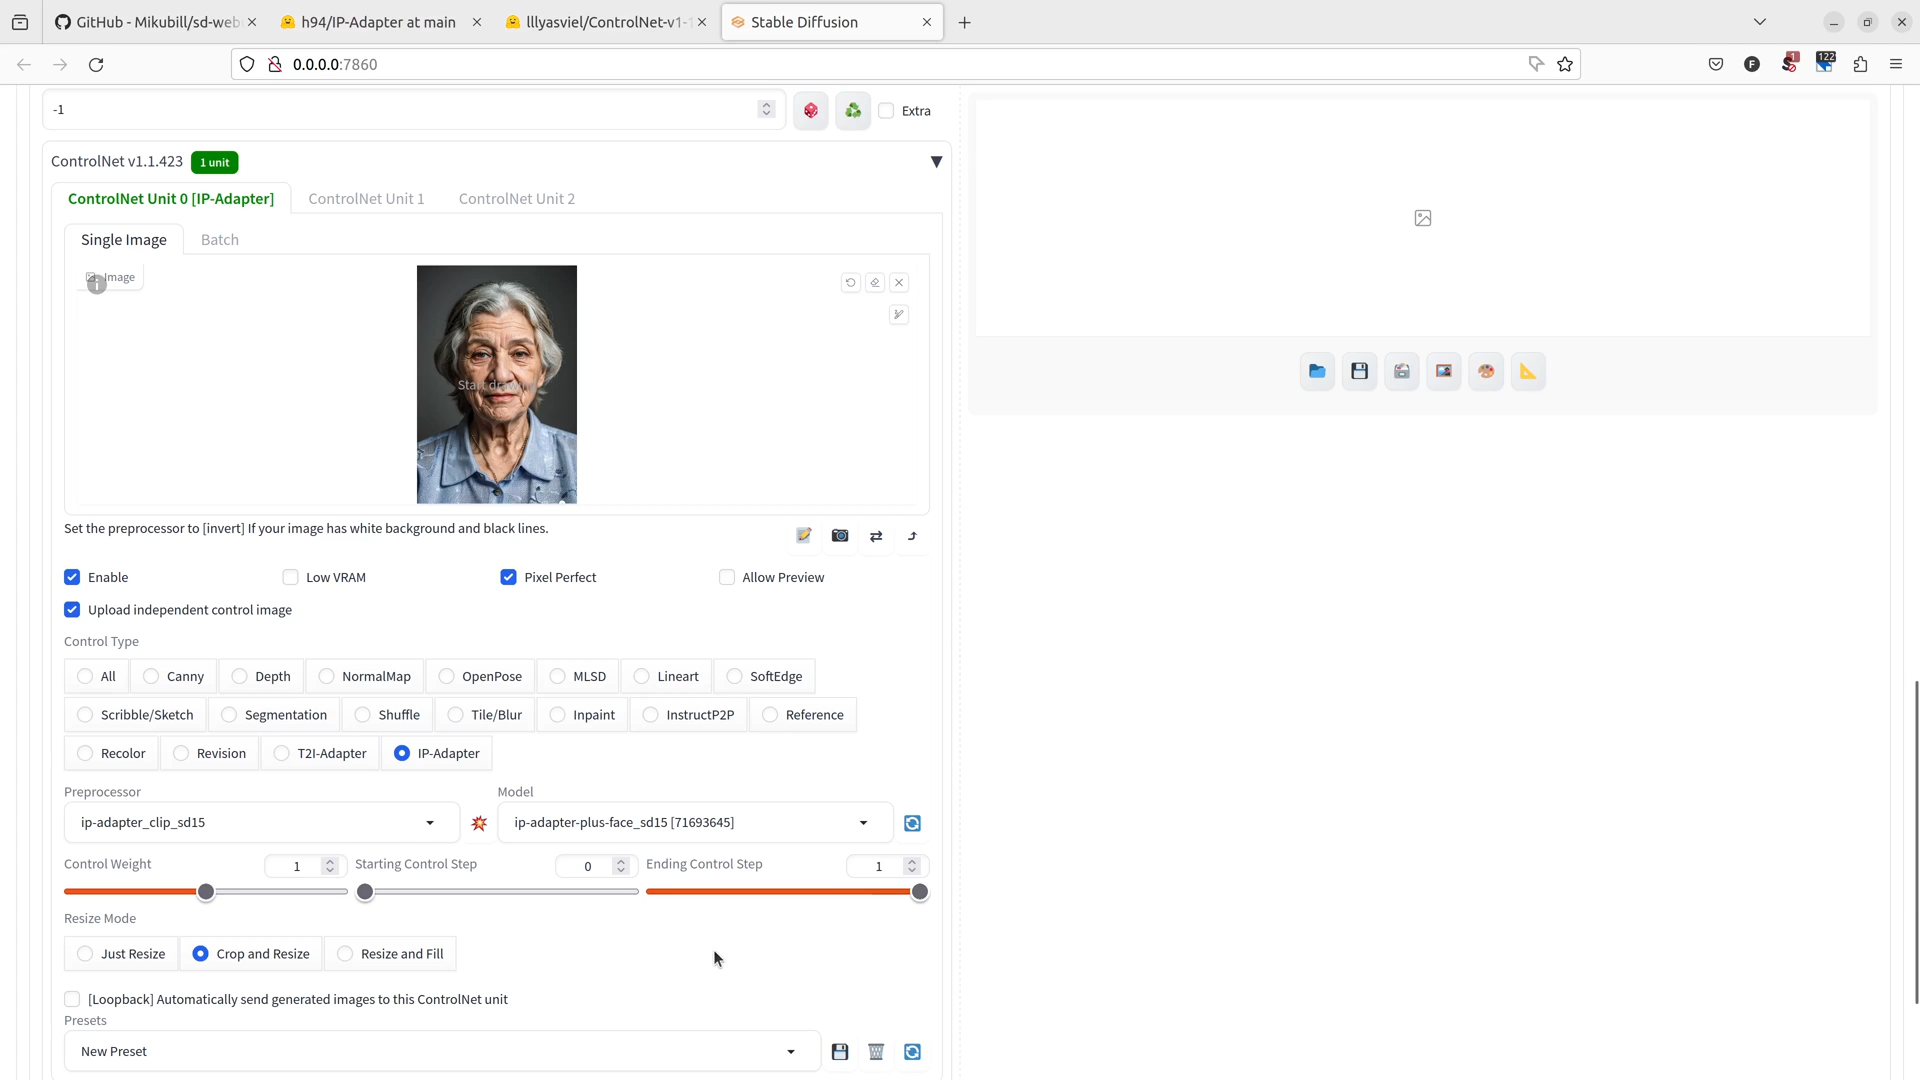 GitHub - Mikubill/sd-web
h94/IP-Adapter at main
lllyasviel/ControlNet-v1-1
Stable Diffusion
0.0.0.0:7860
1
122
-1
Extra
ControlNet v1.1.423
1 unit
ControlNet Unit 0 [IP-Adapter]
ControlNet Unit 1
ControlNet Unit 2
Single Image
Batch
Image
Start drawing
Set the preprocessor to [invert] If your image has white background and black lines.
Enable
Low VRAM
Pixel Perfect
Allow Preview
Upload independent control image
Control Type
All
Canny
Depth
NormalMap
OpenPose
MLSD
Lineart
SoftEdge
Scribble/Sketch
Segmentation
Shuffle
Tile/Blur
Inpaint
InstructP2P
Reference
Recolor
Revision
T2I-Adapter
IP-Adapter
Preprocessor
Model
ip-adapter_clip_sd15
ip-adapter-plus-face_sd15 [71693645]
Control Weight
1
Starting Control Step
0
Ending Control Step
1
Resize Mode
Just Resize
Crop and Resize
Resize and Fill
[Loopback] Automatically send generated images to this ControlNet unit
Presets
New Preset